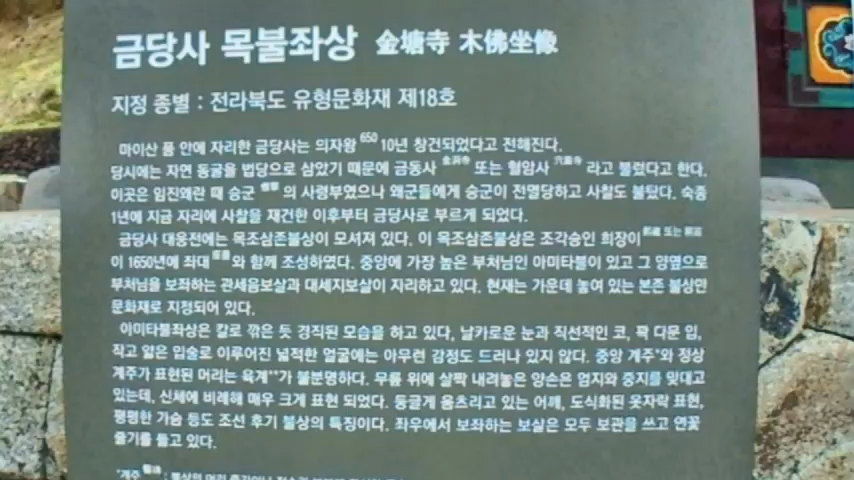 금당사 목불좌상 金塘寺 木佛坐像
지정 종별 : 전라북도 유형문화재 제18호
마이산 품 안에 자리한 금당사는 의자왕 650 10년 창건되었다고 전해진다.
당시에는 자연 동굴을 법당으로 삼았기 때문에 금동사 金洞寺 또는 혈암사 穴巖寺 라고 불렀다고 한다.
이곳은 임진왜란 때 승군 의 사령부였으나 왜군들에게 승군이 전열당하고 사찰도 불탔다. 숙종
1년에 지금 자리에 사찰을 재건한 이후부터 금당사로 부르게 되었다.
금당사 대웅전에는 목조삼존불상이 모셔져 있다. 이 목조삼존불상은 조각승인 희장이 또는
이 1650년에 좌대 와 함께 조성하였다. 중앙에 가장 높은 부처님인 아미타불이 있고 그 양옆으로
부처님을 보좌하는 관세음보살과 대세지보살이 자리하고 있다. 현재는 가운데 놓여 있는 본존 불상만
문화재로 지정되어 있다.
아미타불좌상은 칼로 깎은 듯 경직된 모습을 하고 있다. 날카로운 눈과 직선적인 코, 꽉 다문 입,
작고 얇은 입술로 이루어진 넓적한 얼굴에는 아무런 감정도 드러나 있지 않다. 중앙 계주*와 정상
계주가 표현된 머리는 육계**가 불분명하다. 무릎 위에 살짝 내려놓은 양손은 엄지와 중지를 맞대고
있는데, 신체에 비례해 매우 크게 표현 되었다. 둥글게 움츠리고 있는 어깨, 도식화된 옷자락 표현,
평평한 가슴 등도 조선 후기 불상의 특징이다. 좌우에서 보좌하는 보살은 모두 보관을 쓰고 연꽃
줄기를 들고 있다.
*계주